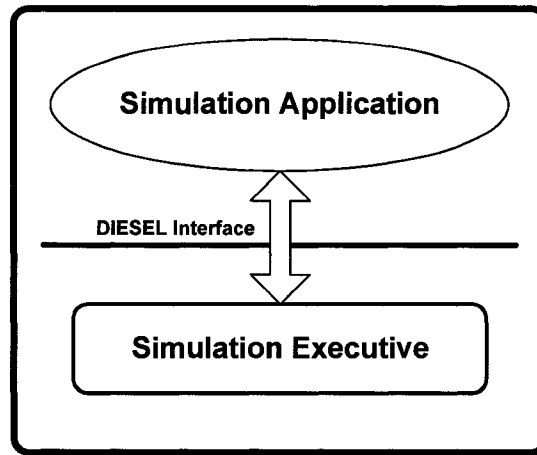 Simulation Application
DIESEL Interface
Simulation Executive